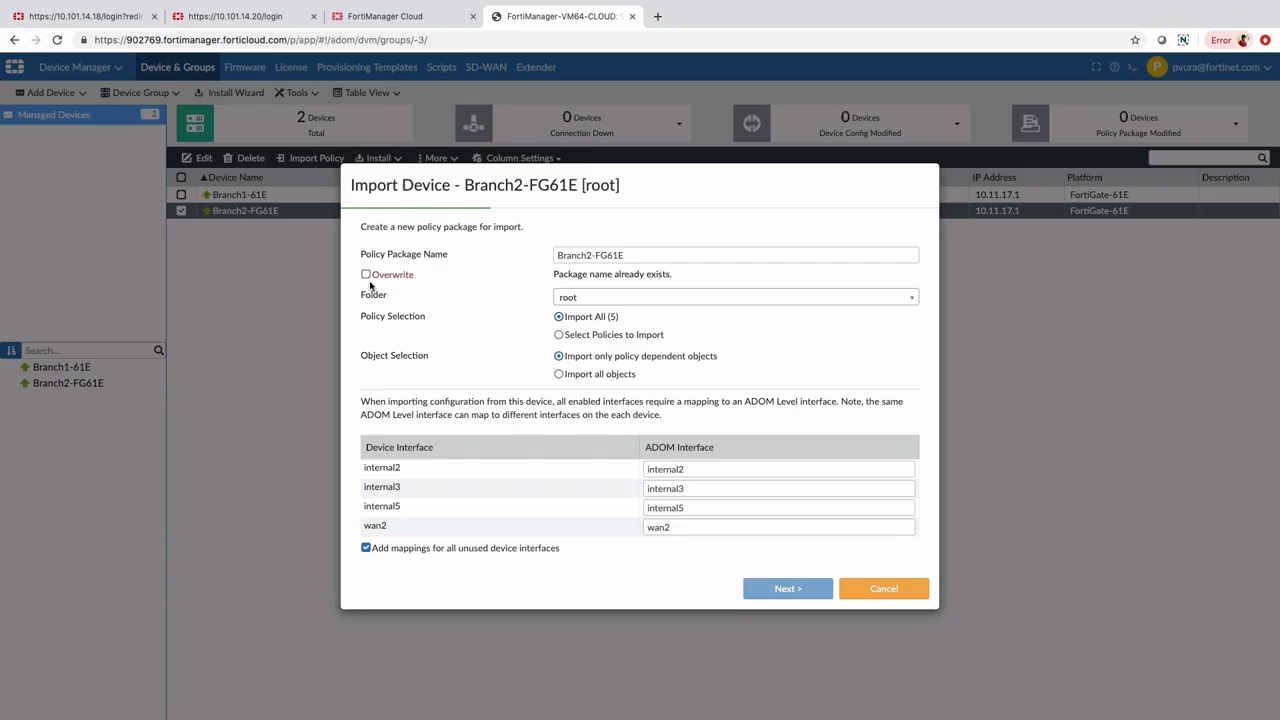 https://10.101.14.18/login?redir
https://10.101.14.20/login
FortiManager Cloud
FortiManager-VM64-CLOUD: S
https://902769.fortimanager.forticloud.com/p/app/#!/adom/dvm/groups/-3/
Error
Device Manager
Device & Groups
Firmware
License
Provisioning Templates
Scripts
SD-WAN
Extender
P
pvura@fortinet.com
Add Device
Device Group
Install Wizard
Tools
Table View
Managed Devices
2
2 Devices
Total
0 Devices
Connection Down
0 Devices
Device Config Modified
0 Devices
Policy Package Modified
Edit
Delete
Import Policy
Install
More
Column Settings
Device Name
IP Address
Platform
Description
Branch1-61E
10.11.17.1
FortiGate-61E
Branch2-FG61E
10.11.17.1
FortiGate-61E
Search...
Branch1-61E
Branch2-FG61E
Import Device - Branch2-FG61E [root]
Create a new policy package for import.
Policy Package Name
Branch2-FG61E
Overwrite
Package name already exists.
Folder
root
Policy Selection
Import All (5)
Select Policies to Import
Object Selection
Import only policy dependent objects
Import all objects
When importing configuration from this device, all enabled interfaces require a mapping to an ADOM Level interface. Note, the same
ADOM Level interface can map to different interfaces on the each device.
Device Interface
ADOM Interface
internal2
internal2
internal3
internal3
internal5
internal5
wan2
wan2
Add mappings for all unused device interfaces
Next >
Cancel